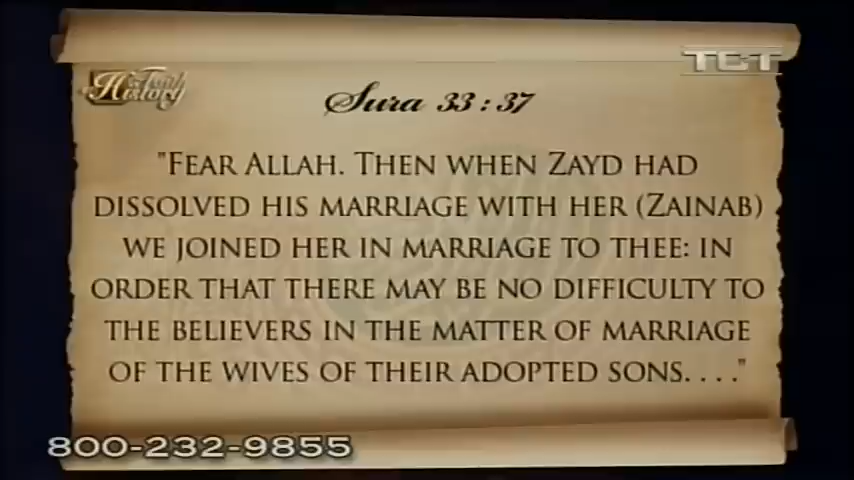 TCT
Faith & History
Sura 33:37
"FEAR ALLAH. THEN WHEN ZAYD HAD
DISSOLVED HIS MARRIAGE WITH HER (ZAINAB)
WE JOINED HER IN MARRIAGE TO THEE: IN
ORDER THAT THERE MAY BE NO DIFFICULTY TO
THE BELIEVERS IN THE MATTER OF MARRIAGE
OF THE WIVES OF THEIR ADOPTED SONS. . . ."
800-232-9855